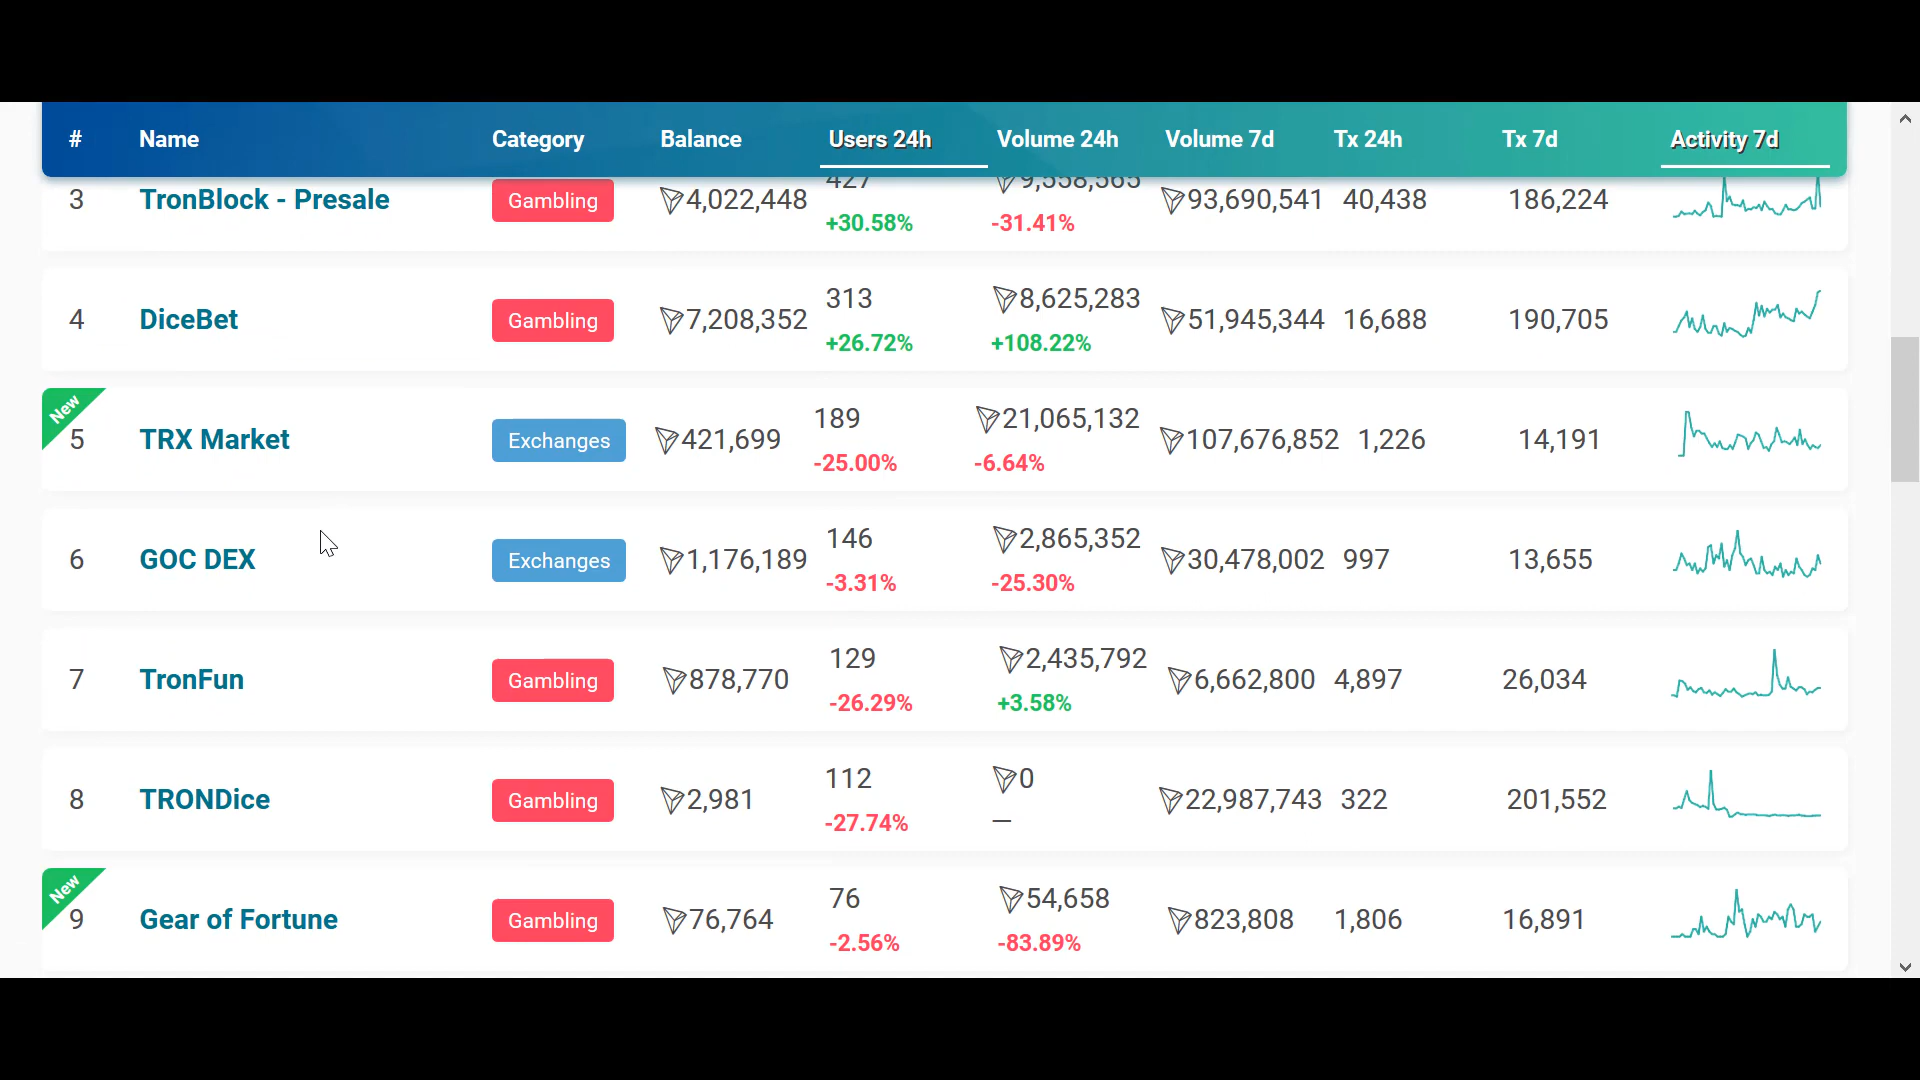 # Name Category Balance Users 24h Volume 24h Volume 7d Tx 24h Tx 7d Activity 7d
3 TronBlock - Presale Gambling 4,022,448 427 9,558,565 93,690,541 40,438 186,224
+30.58% -31.41%
4 DiceBet Gambling 7,208,352 313 8,625,283 51,945,344 16,688 190,705
+26.72% +108.22%
New
5 TRX Market Exchanges 421,699 189 21,065,132 107,676,852 1,226 14,191
-25.00% -6.64%
6 GOC DEX Exchanges 1,176,189 146 2,865,352 30,478,002 997 13,655
-3.31% -25.30%
7 TronFun Gambling 878,770 129 2,435,792 6,662,800 4,897 26,034
-26.29% +3.58%
8 TRONDice Gambling 2,981 112 0 22,987,743 322 201,552
-27.74% —
New
9 Gear of Fortune Gambling 76,764 76 54,658 823,808 1,806 16,891
-2.56% -83.89%